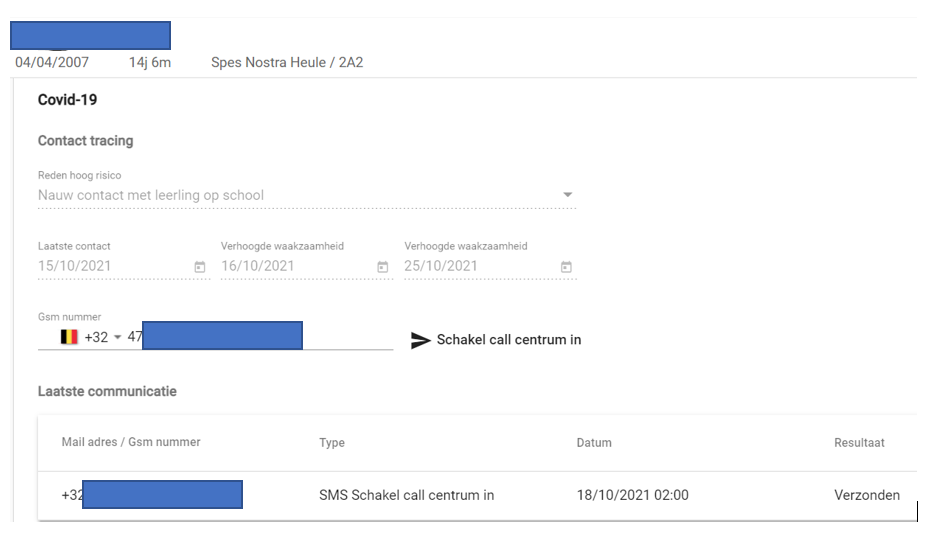 04/04/2007 14j 6m Spes Nostra Heule / 2A2
Covid-19
Contact tracing
Reden hoog risico
Nauw contact met leerling op school
Laatste contact Verhoogde waakzaamheid Verhoogde waakzaamheid
15/10/2021 16/10/2021 25/10/2021
Gsm nummer
+32 47 Schakel call centrum in
Laatste communicatie
Mail adres / Gsm nummer Type Datum Resultaat
+32 SMS Schakel call centrum in 18/10/2021 02:00 Verzonden